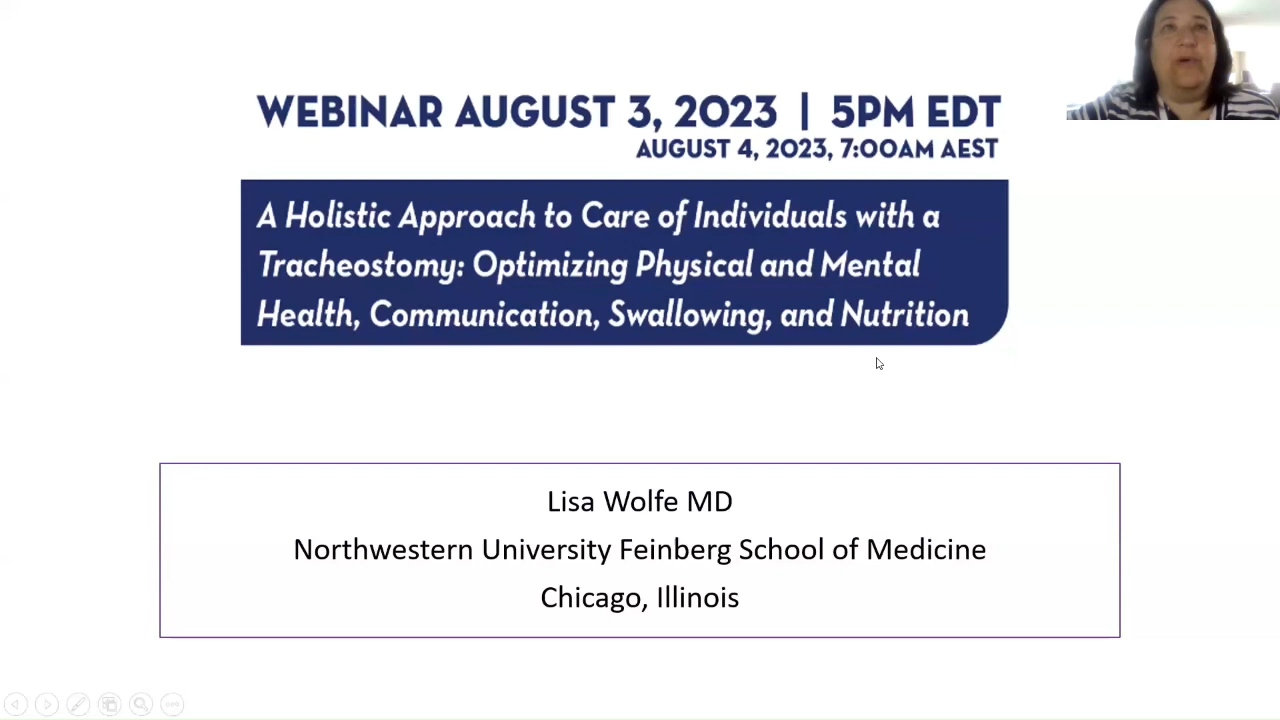 WEBINAR AUGUST 3, 2023 | 5PM EDT
AUGUST 4, 2023, 7:00AM AEST
A Holistic Approach to Care of Individuals with a
Tracheostomy: Optimizing Physical and Mental
Health, Communication, Swallowing, and Nutrition
Lisa Wolfe MD
Northwestern University Feinberg School of Medicine
Chicago, Illinois